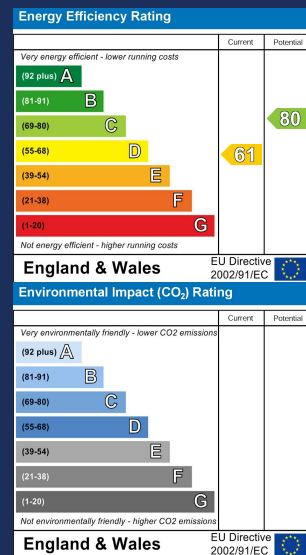 Energy Efficiency Rating
Current Potential
Very energy efficient - lower running costs
(92 plus) A
(81-91) B
(69-80) C
(55-68) D
(39-54) E
(21-38) F
(1-20) G
61
80
Not energy efficient - higher running costs
England & Wales
EU Directive
2002/91/EC
Environmental Impact (CO₂) Rating
Current Potential
Very environmentally friendly - lower CO2 emissions
(92 plus) A
(81-91) B
(69-80) C
(55-68) D
(39-54) E
(21-38) F
(1-20) G
Not environmentally friendly - higher CO2 emissions
England & Wales
EU Directive
2002/91/EC